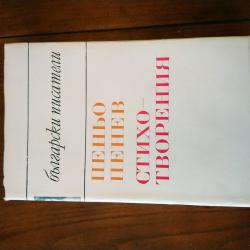 български писатели
ПЕНЬО
ПЕНЕВ
СТИХО—
ТВОРЕНИЯ